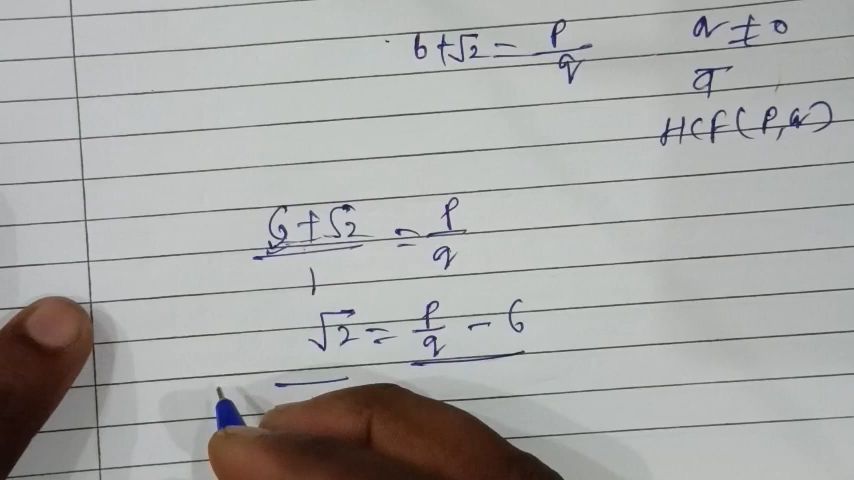 6+√2 = p/q q ≠ 0
q
HCF(P,q)
6+√2 = p/q
1
√2 = p/q - 6